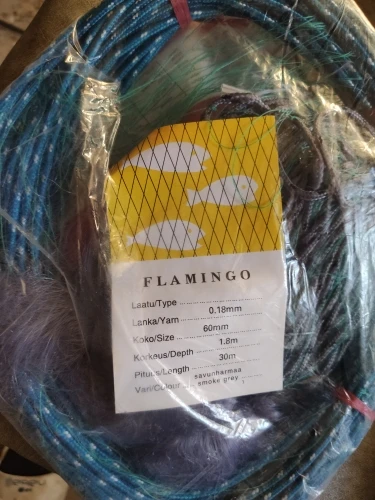 FLAMINGO
Laatu/Type
Lanka/Yarn 0.18mm
Koko/Size 60mm
Korkeus/Depth 1.8m
Pituus/Length 30m
Väri/Colour savunharmaa
smoke grey